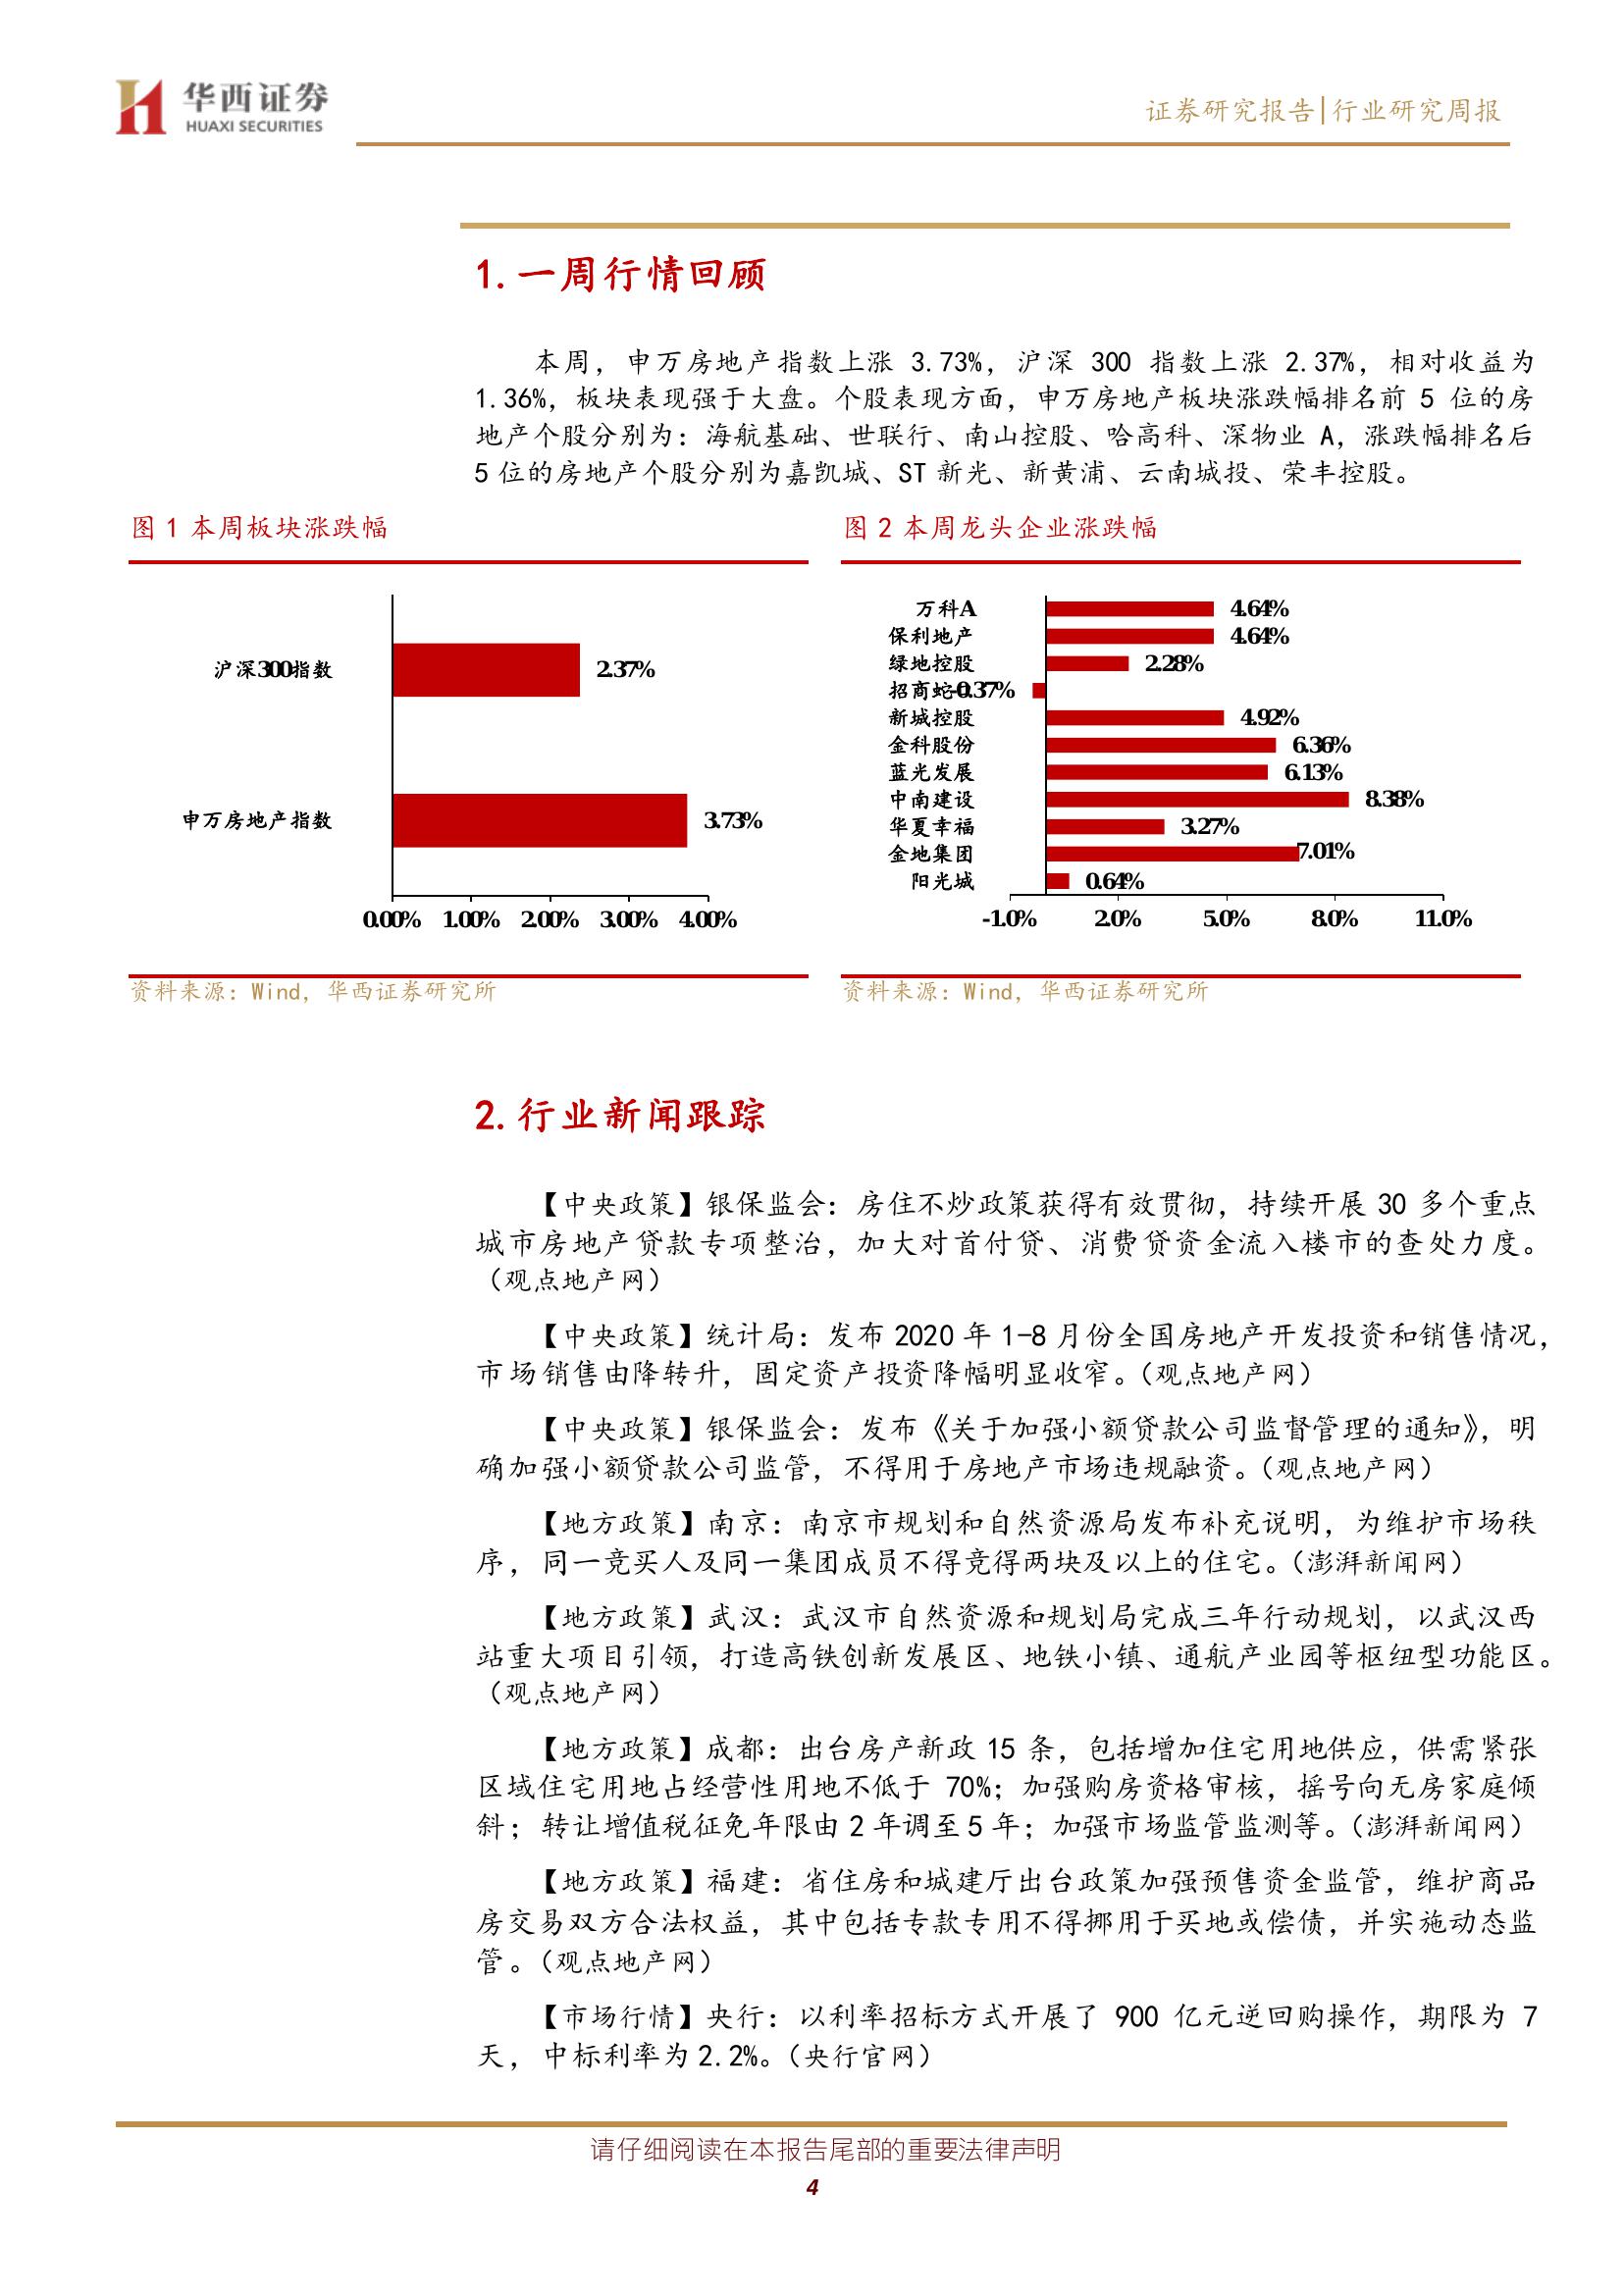 华西证券
HUAXI SECURITIES
证券研究报告|行业研究周报
1.一周行情回顾
本周，申万房地产指数上涨 3.73%，沪深 300 指数上涨 2.37%，相对收益为
1.36%，板块表现强于大盘。个股表现方面，申万房地产板块涨跌幅排名前 5 位的房
地产个股分别为：海航基础、世联行、南山控股、哈高科、深物业 A，涨跌幅排名后
5 位的房地产个股分别为嘉凯城、ST 新光、新黄浦、云南城投、荣丰控股。
图 1 本周板块涨跌幅
沪深300指数 2.37%
申万房地产指数 3.73%
0.00% 1.00% 2.00% 3.00% 4.00%
资料来源：Wind，华西证券研究所
图 2 本周龙头企业涨跌幅
万科A 4.64%
保利地产 4.64%
绿地控股 2.28%
招商蛇 -0.37%
新城控股 4.92%
金科股份 6.36%
蓝光发展 6.13%
中南建设 8.38%
华夏幸福 3.27%
金地集团 7.01%
阳光城 0.64%
-1.0% 2.0% 5.0% 8.0% 11.0%
资料来源：Wind，华西证券研究所
2.行业新闻跟踪
【中央政策】银保监会：房住不炒政策获得有效贯彻，持续开展 30 多个重点
城市房地产贷款专项整治，加大对首付贷、消费贷资金流入楼市的查处力度。
（观点地产网）
【中央政策】统计局：发布 2020 年 1-8 月份全国房地产开发投资和销售情况，
市场销售由降转升，固定资产投资降幅明显收窄。（观点地产网）
【中央政策】银保监会：发布《关于加强小额贷款公司监督管理的通知》，明
确加强小额贷款公司监管，不得用于房地产市场违规融资。（观点地产网）
【地方政策】南京：南京市规划和自然资源局发布补充说明，为维护市场秩
序，同一竞买人及同一集团成员不得竞得两块及以上的住宅。（澎湃新闻网）
【地方政策】武汉：武汉市自然资源和规划局完成三年行动规划，以武汉西
站重大项目引领，打造高铁创新发展区、地铁小镇、通航产业园等枢纽型功能区。
（观点地产网）
【地方政策】成都：出台房产新政 15 条，包括增加住宅用地供应，供需紧张
区域住宅用地占经营性用地不低于 70%；加强购房资格审核，摇号向无房家庭倾
斜；转让增值税征免年限由 2 年调至 5 年；加强市场监管监测等。（澎湃新闻网）
【地方政策】福建：省住房和城建厅出台政策加强预售资金监管，维护商品
房交易双方合法权益，其中包括专款专用不得挪用于买地或偿债，并实施动态监
管。（观点地产网）
【市场行情】央行：以利率招标方式开展了 900 亿元逆回购操作，期限为 7
天，中标利率为 2.2%。（央行官网）
请仔细阅读在本报告尾部的重要法律声明
4